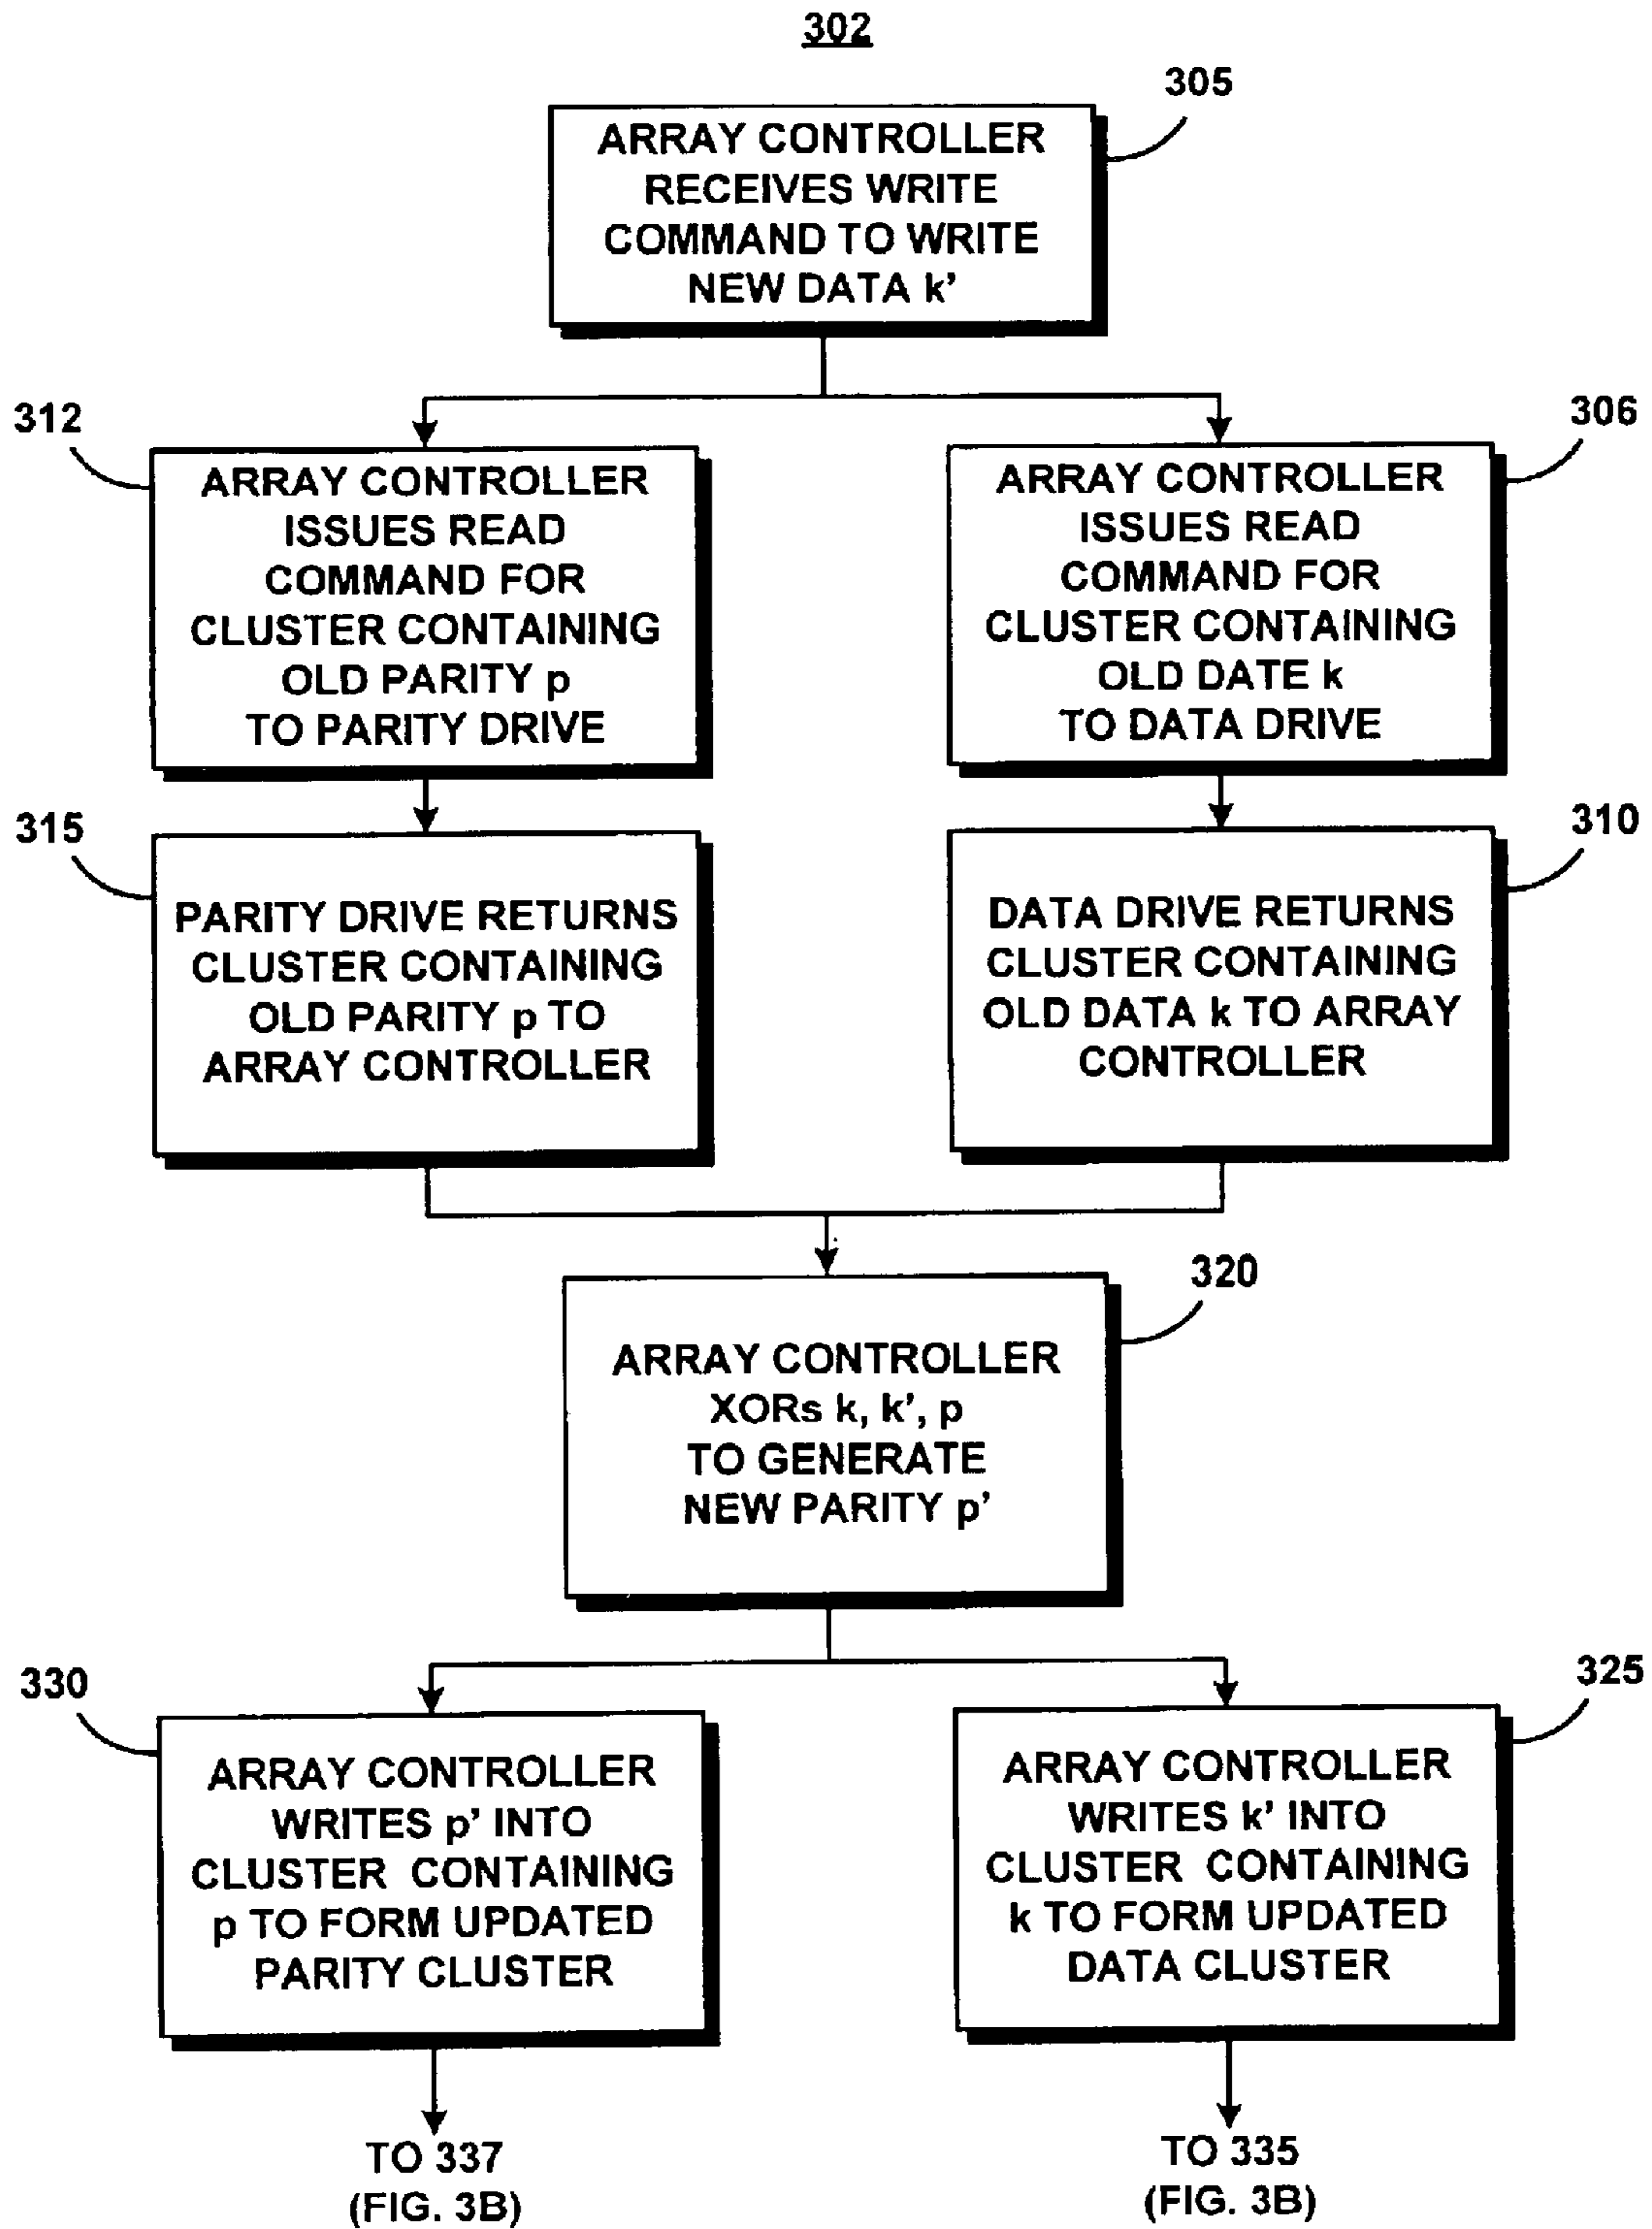 302
305
ARRAY CONTROLLER
RECEIVES WRITE
COMMAND TO WRITE
NEW DATA k’
312
ARRAY CONTROLLER
ISSUES READ
COMMAND FOR
CLUSTER CONTAINING
OLD PARITY p
TO PARITY DRIVE
306
ARRAY CONTROLLER
ISSUES READ
COMMAND FOR
CLUSTER CONTAINING
OLD DATE k
TO DATA DRIVE
315
PARITY DRIVE RETURNS
CLUSTER CONTAINING
OLD PARITY p TO
ARRAY CONTROLLER
310
DATA DRIVE RETURNS
CLUSTER CONTAINING
OLD DATA k TO ARRAY
CONTROLLER
320
ARRAY CONTROLLER
XORs k, k’, p
TO GENERATE
NEW PARITY p’
330
ARRAY CONTROLLER
WRITES p’ INTO
CLUSTER CONTAINING
p TO FORM UPDATED
PARITY CLUSTER
325
ARRAY CONTROLLER
WRITES k’ INTO
CLUSTER CONTAINING
k TO FORM UPDATED
DATA CLUSTER
TO 337
(FIG. 3B)
TO 335
(FIG. 3B)